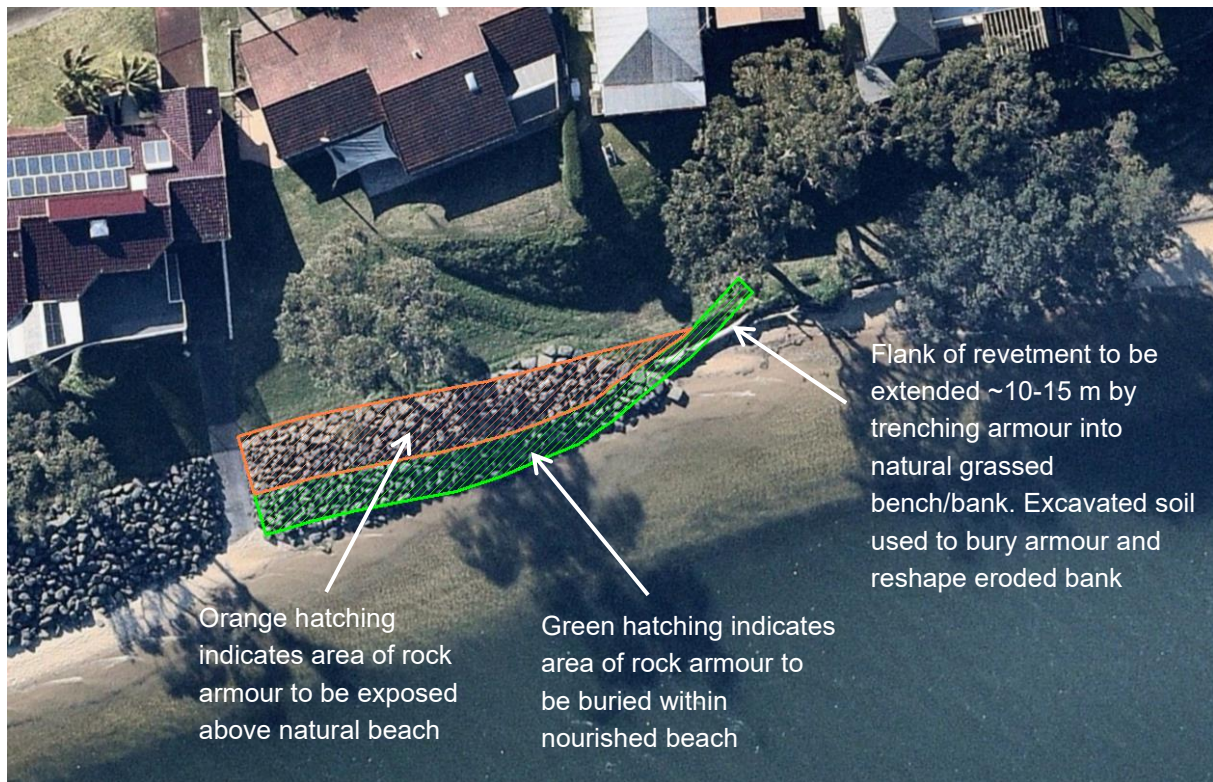 Flank of revetment to be
extended ~10-15 m by
trenching armour into
natural grassed
bench/bank. Excavated soil
used to bury armour and
reshape eroded bank
Orange hatching
indicates area of rock
armour to be exposed
above natural beach
Green hatching indicates
area of rock armour to
be buried within
nourished beach